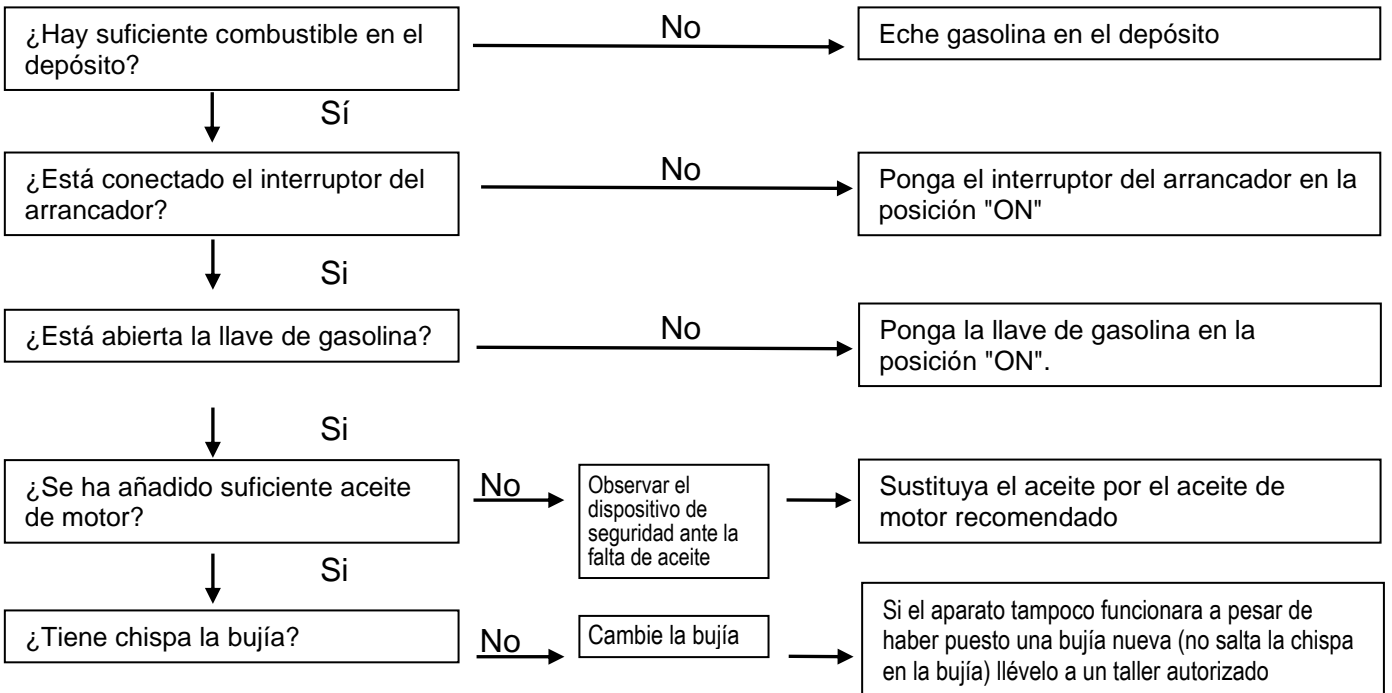 ¿Hay suficiente combustible en el
depósito?
No
Eche gasolina en el depósito
Sí
¿Está conectado el interruptor del
arrancador?
No
Ponga el interruptor del arrancador en la
posición "ON"
Si
¿Está abierta la llave de gasolina?
No
Ponga la llave de gasolina en la
posición "ON".
Si
¿Se ha añadido suficiente aceite
de motor?
No
Observar el
dispositivo de
seguridad ante la
falta de aceite
Sustituya el aceite por el aceite de
motor recomendado
Si
¿Tiene chispa la bujía?
No
Cambie la bujía
Si el aparato tampoco funcionara a pesar de
haber puesto una bujía nueva (no salta la chispa
en la bujía) llévelo a un taller autorizado